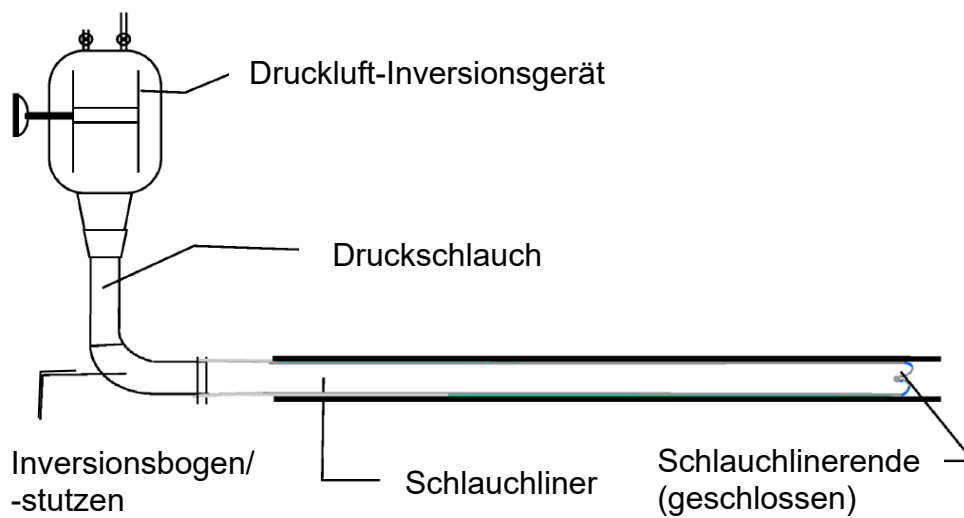 Druckluft-Inversionsgerät
Druckschlauch
Inversionsbogen/
-stutzen
Schlauchliner
Schlauchlinerende
(geschlossen)